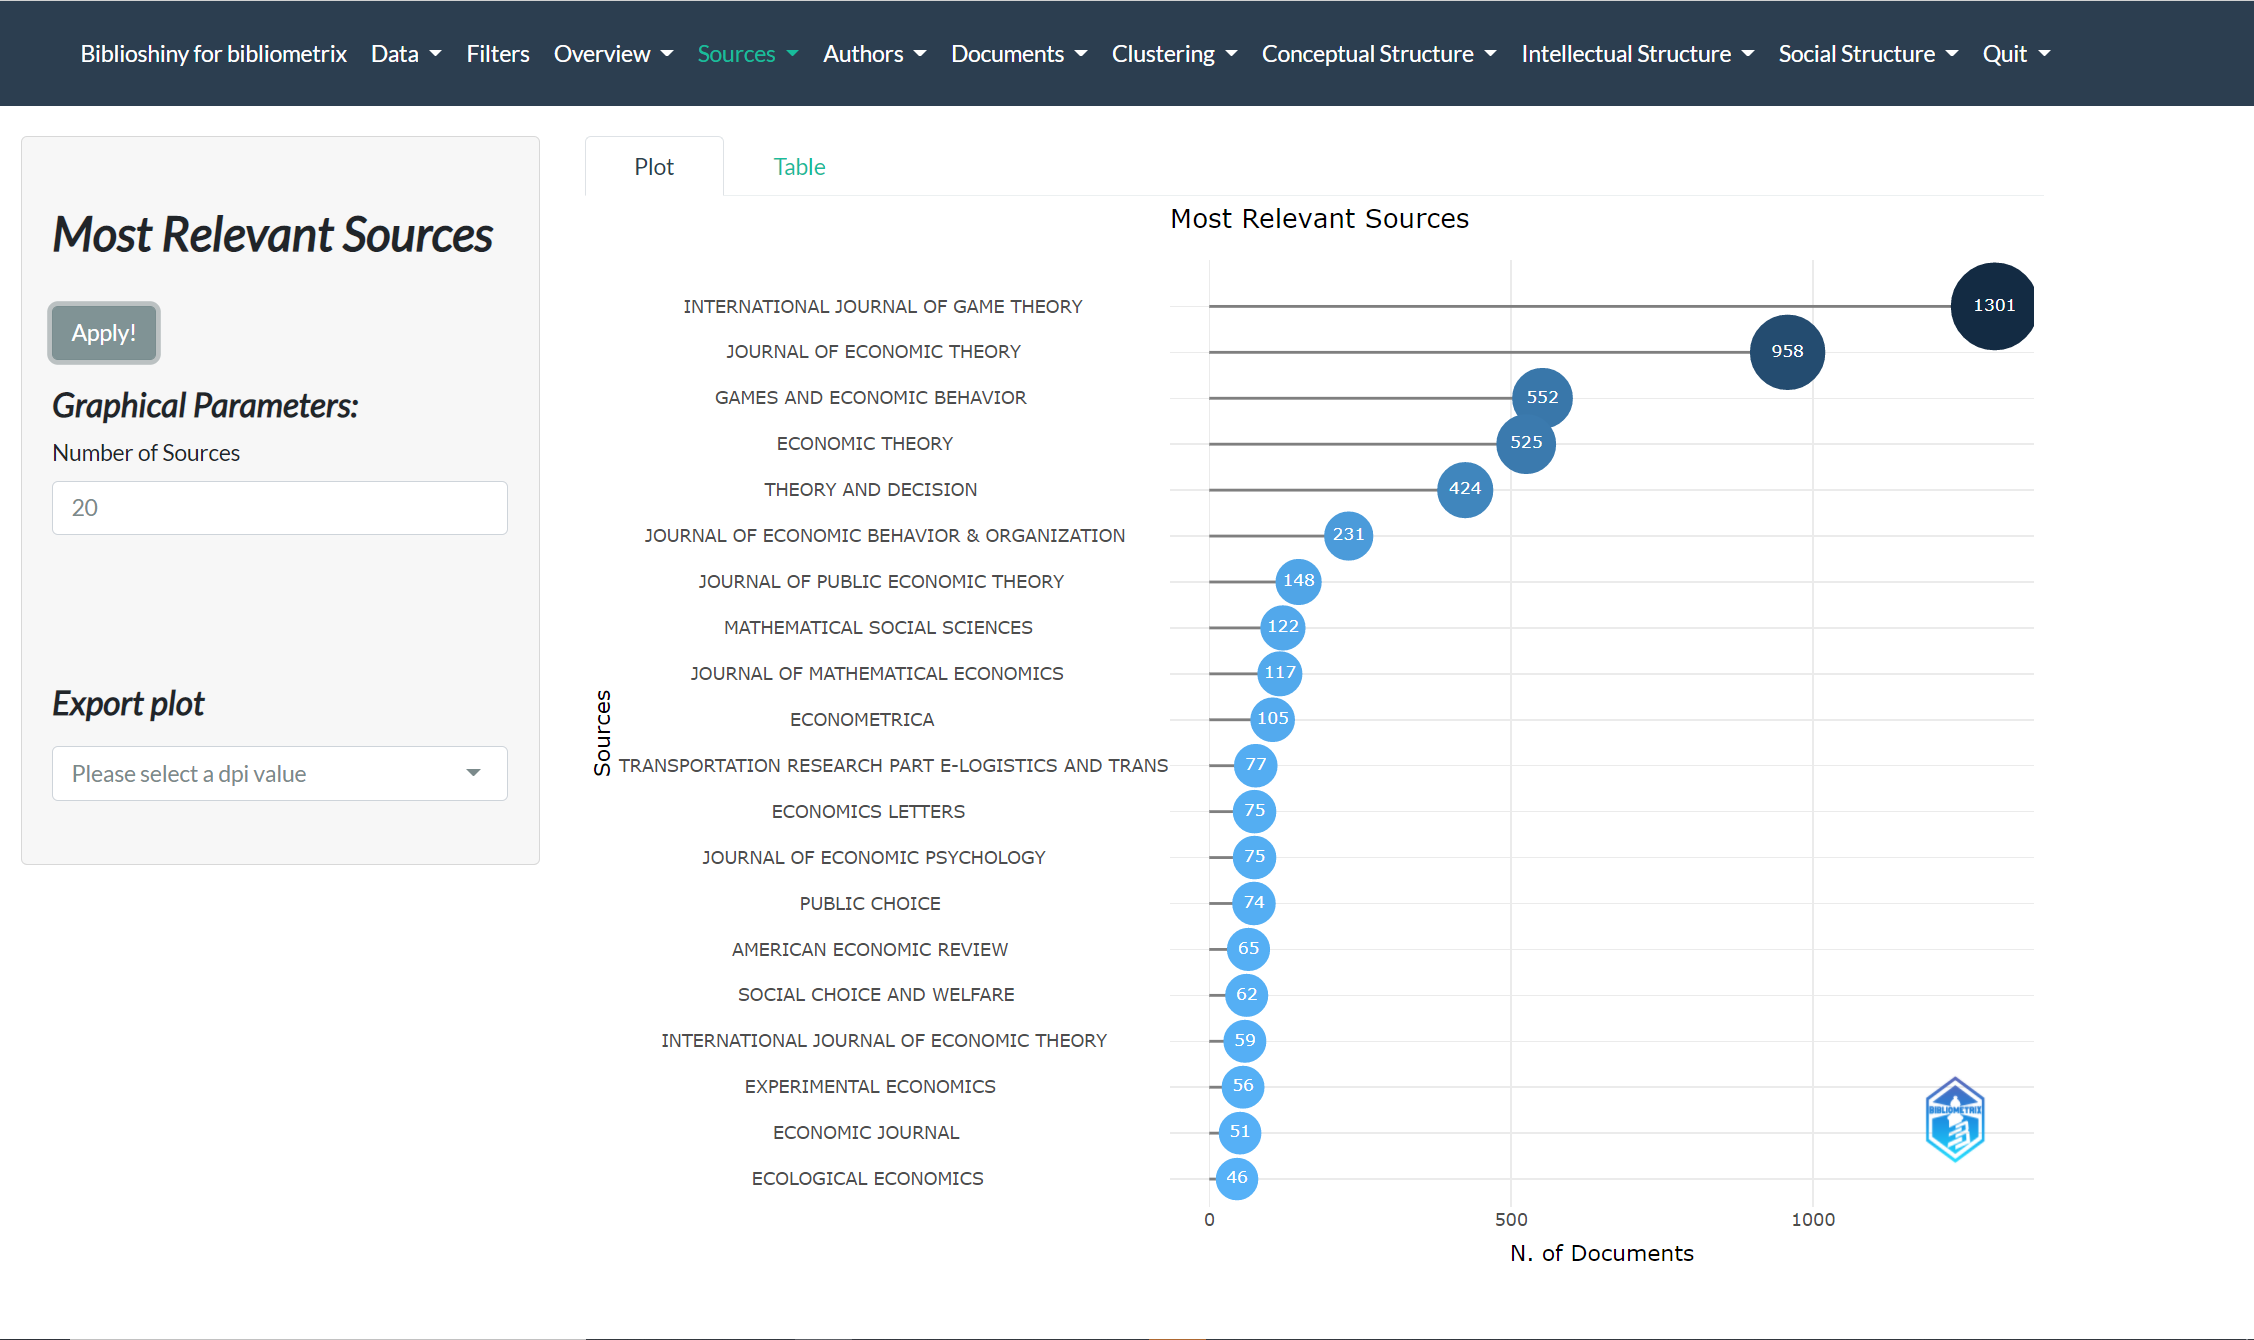 Biblioshiny for bibliometrix Data Filters Overview Sources Authors Documents Clustering Conceptual Structure Intellectual Structure Social Structure Quit
Most Relevant Sources
Apply!
Graphical Parameters:
Number of Sources
20
Export plot
Please select a dpi value
Plot Table
Most Relevant Sources
Sources
INTERNATIONAL JOURNAL OF GAME THEORY 1301
JOURNAL OF ECONOMIC THEORY 958
GAMES AND ECONOMIC BEHAVIOR 552
ECONOMIC THEORY 525
THEORY AND DECISION 424
JOURNAL OF ECONOMIC BEHAVIOR & ORGANIZATION 231
JOURNAL OF PUBLIC ECONOMIC THEORY 148
MATHEMATICAL SOCIAL SCIENCES 122
JOURNAL OF MATHEMATICAL ECONOMICS 117
ECONOMETRICA 105
TRANSPORTATION RESEARCH PART E-LOGISTICS AND TRANS 77
ECONOMICS LETTERS 75
JOURNAL OF ECONOMIC PSYCHOLOGY 75
PUBLIC CHOICE 74
AMERICAN ECONOMIC REVIEW 65
SOCIAL CHOICE AND WELFARE 62
INTERNATIONAL JOURNAL OF ECONOMIC THEORY 59
EXPERIMENTAL ECONOMICS 56
BIBLIOMETRIX
ECONOMIC JOURNAL 51
ECOLOGICAL ECONOMICS 46
0 500 1000
N. of Documents